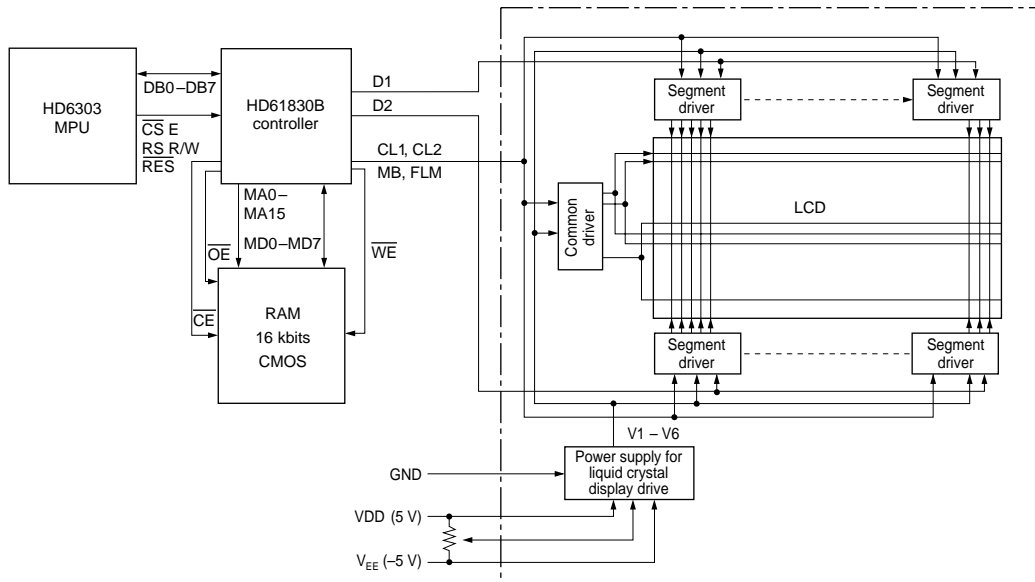 HD6303
MPU
DB0–DB7
CS E
RS R/W
RES
HD61830B
controller
D1
D2
CL1, CL2
MB, FLM
MA0–
MA15
MD0–MD7
OE
CE
WE
RAM
16 kbits
CMOS
Segment
driver
Segment
driver
Common
driver
LCD
Segment
driver
Segment
driver
V1 – V6
Power supply for
liquid crystal
display drive
GND
VDD (5 V)
VEE (–5 V)